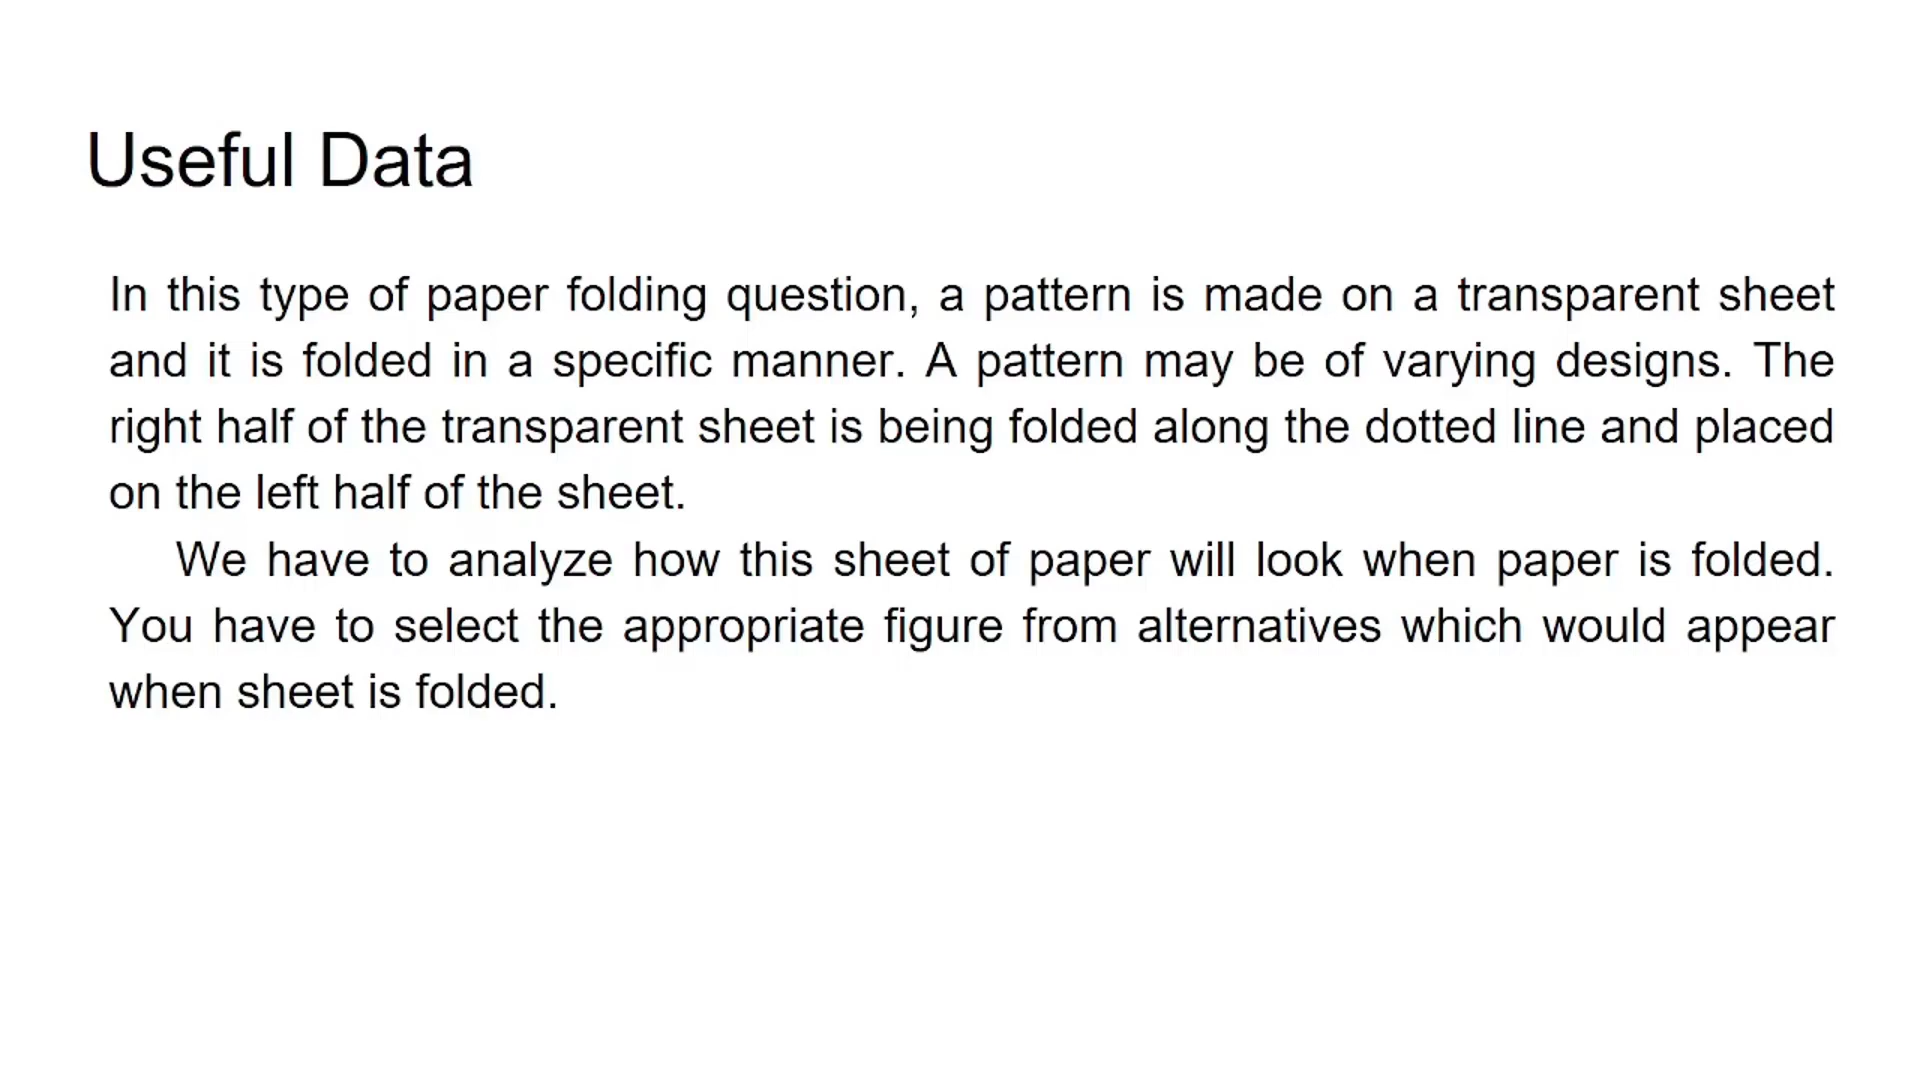 Useful Data
In this type of paper folding question, a pattern is made on a transparent sheet
and it is folded in a specific manner. A pattern may be of varying designs. The
right half of the transparent sheet is being folded along the dotted line and placed
on the left half of the sheet.
We have to analyze how this sheet of paper will look when paper is folded.
You have to select the appropriate figure from alternatives which would appear
when sheet is folded.